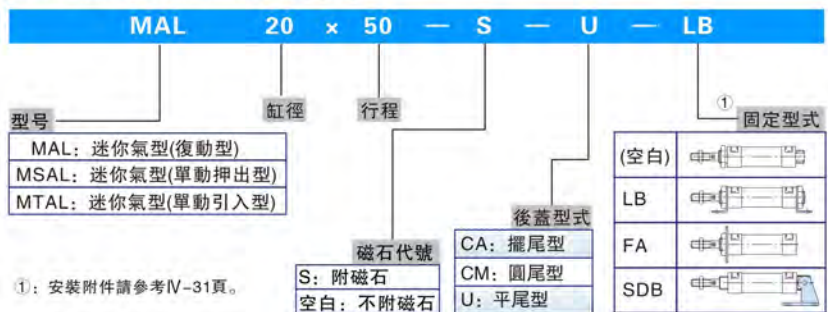 MAL 20 × 50 — S — U — LB
型号
MAL：迷你氣型(復動型)
MSAL：迷你氣型(單動押出型)
MTAL：迷你氣型(單動引入型)
缸徑
行程
磁石代號
S：附磁石
空白：不附磁石
後蓋型式
CA：擺尾型
CM：圓尾型
U：平尾型
①
固定型式
(空白)
LB
FA
SDB
①：安裝附件請參考Ⅳ-31頁。